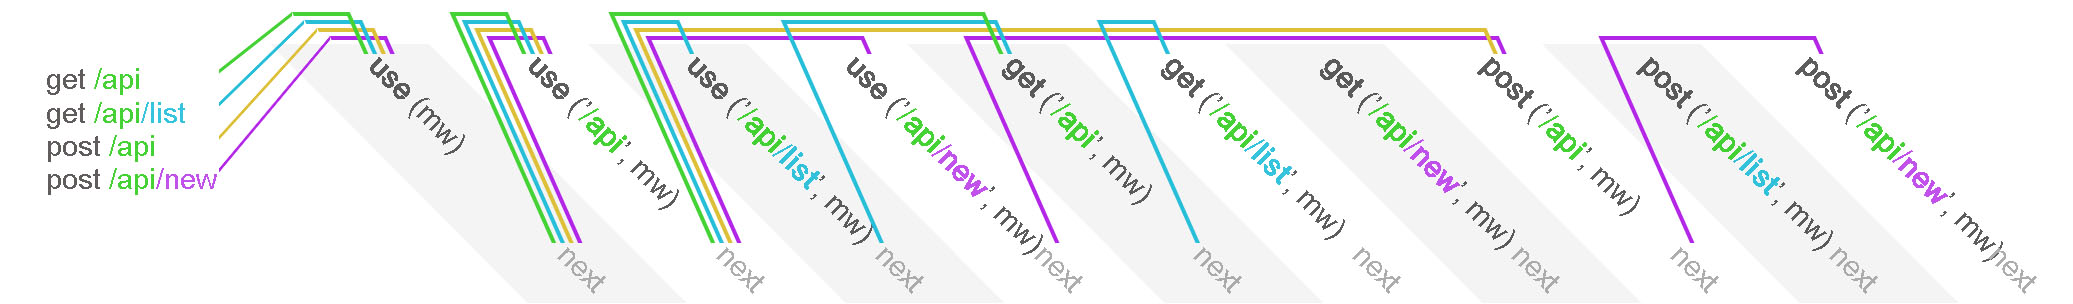 get /api
get /api/list
post /api
post /api/new
use (mw)
use ('/api', mw)
use ('/api/list', mw)
use ('/api/new', mw)
get ('/api', mw)
get ('/api/list', mw)
get ('/api/new', mw)
post ('/api', mw)
post ('/api/list', mw)
post ('/api/new', mw)
next
next
next
next
next
next
next
next
next
next